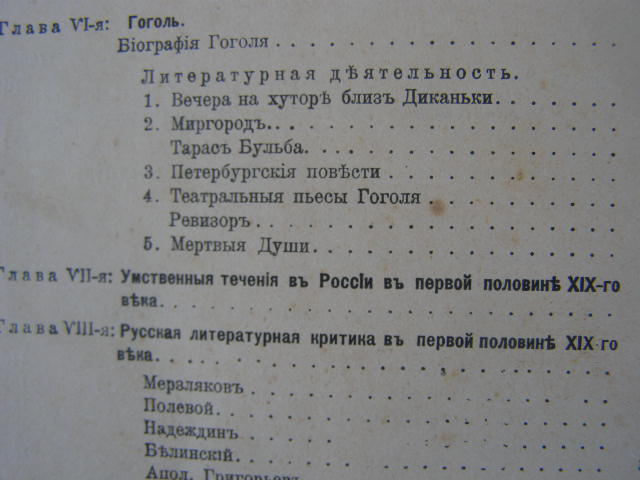 Глава VI-я: Гоголь.
Біографія Гоголя . . . . . . . . . . . . . . .
Литературная дѣятельность.
1. Вечера на хуторѣ близъ Диканьки. . . . . . .
2. Миргородъ. . . . . . . . . . . . . . . . .
Тарасъ Бульба. . . . . . . . . . . . . . .
3. Петербургскія повѣсти . . . . . . . . . . .
4. Театральныя пьесы Гоголя . . . . . . . . .
Ревизоръ. . . . . . . . . . . . . . . . .
5. Мертвыя Души. . . . . . . . . . . . . . .
Глава VII-я: Умственныя теченія въ Россіи въ первой половинѣ XIX-го
вѣка. . . . . . . . . . . . . . . . . . .
Глава VIII-я: Русская литературная критика въ первой половинѣ XIX-го
вѣка. . . . . . . . . . . . . . . . . . .
Мерзляковъ . . . . . . . . . . . . . . .
Полевой. . . . . . . . . . . . . . . . .
Надеждинъ . . . . . . . . . . . . . . .
Бѣлинскій. . . . . . . . . . . . . . . .
Апол. Григорьевъ. . . . . . . . . . . . .